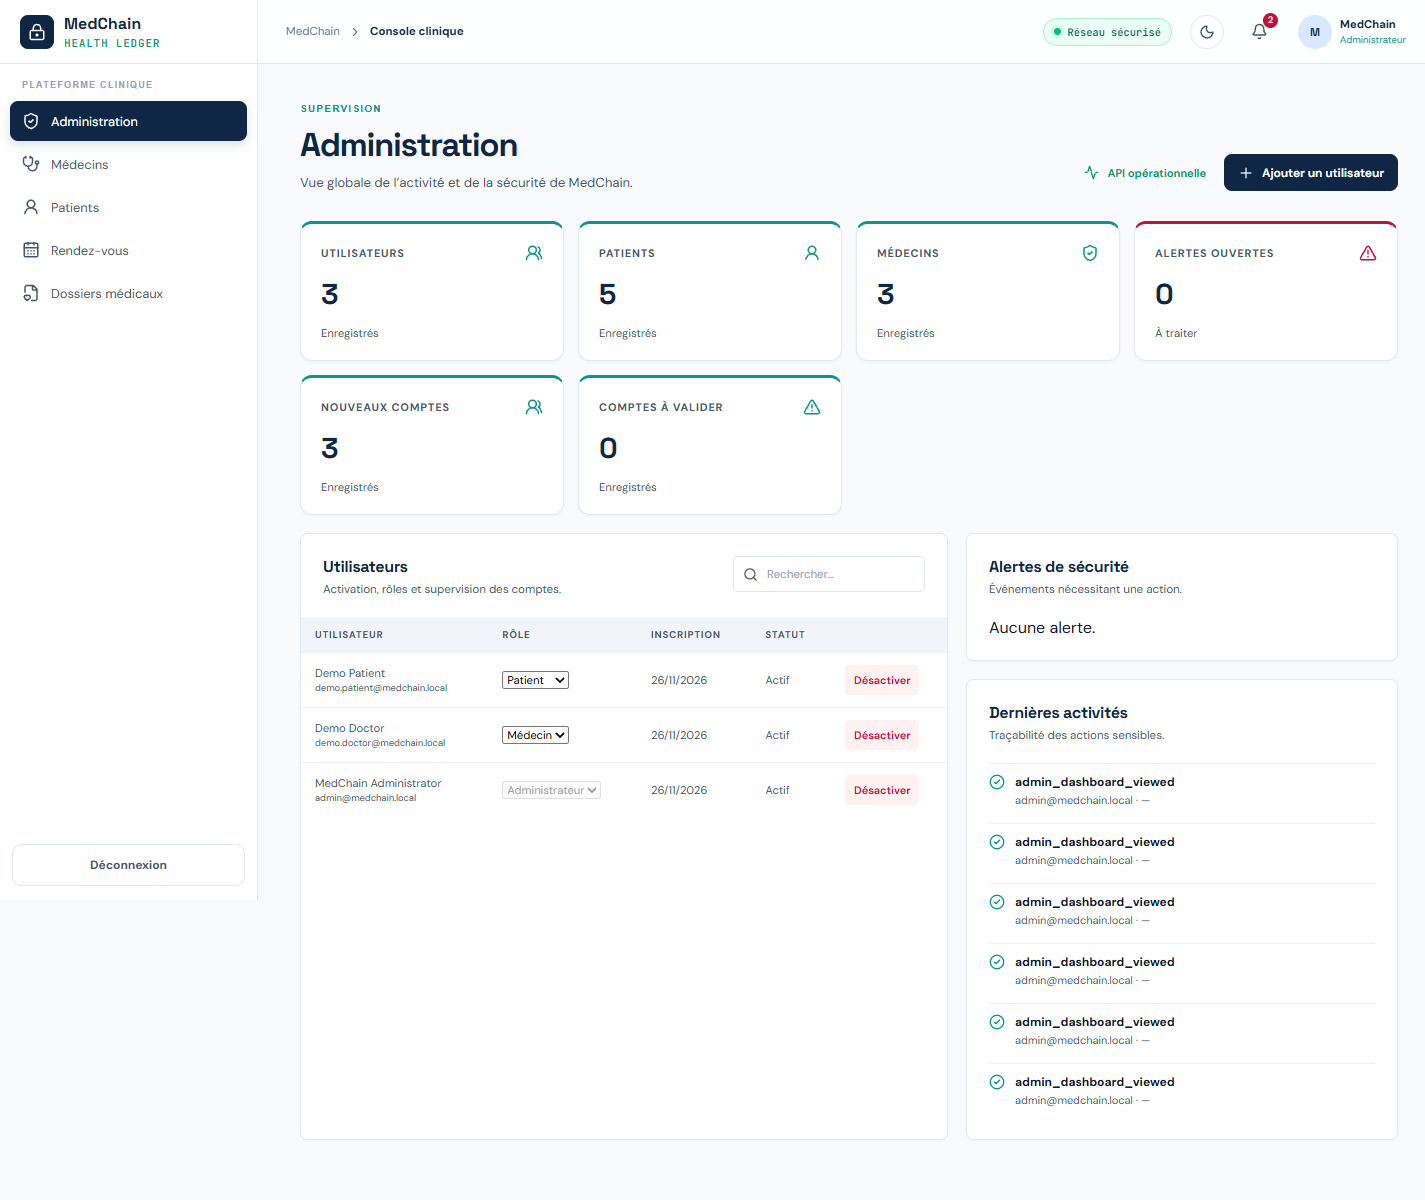 MedChain
HEALTH LEDGER
PLATEFORME CLINIQUE
Administration
Médecins
Patients
Rendez-vous
Dossiers médicaux
Déconnexion
MedChain > Console clinique
Réseau sécurisé
2
M
MedChain
Administrateur
SUPERVISION
Administration
Vue globale de l'activité et de la sécurité de MedChain.
API opérationnelle
+ Ajouter un utilisateur
UTILISATEURS
3
Enregistrés
PATIENTS
5
Enregistrés
MÉDECINS
3
Enregistrés
ALERTES OUVERTES
0
À traiter
NOUVEAUX COMPTES
3
Enregistrés
COMPTES À VALIDER
0
Enregistrés
Utilisateurs
Activation, rôles et supervision des comptes.
Rechercher...
UTILISATEUR RÔLE INSCRIPTION STATUT
Demo Patient
demo.patient@medchain.local
Patient 26/11/2026 Actif Désactiver
Demo Doctor
demo.doctor@medchain.local
Médecin 26/11/2026 Actif Désactiver
MedChain Administrator
admin@medchain.local
Administrateur 26/11/2026 Actif Désactiver
Alertes de sécurité
Événements nécessitant une action.
Aucune alerte.
Dernières activités
Traçabilité des actions sensibles.
admin_dashboard_viewed
admin@medchain.local · —
admin_dashboard_viewed
admin@medchain.local · —
admin_dashboard_viewed
admin@medchain.local · —
admin_dashboard_viewed
admin@medchain.local · —
admin_dashboard_viewed
admin@medchain.local · —
admin_dashboard_viewed
admin@medchain.local · —